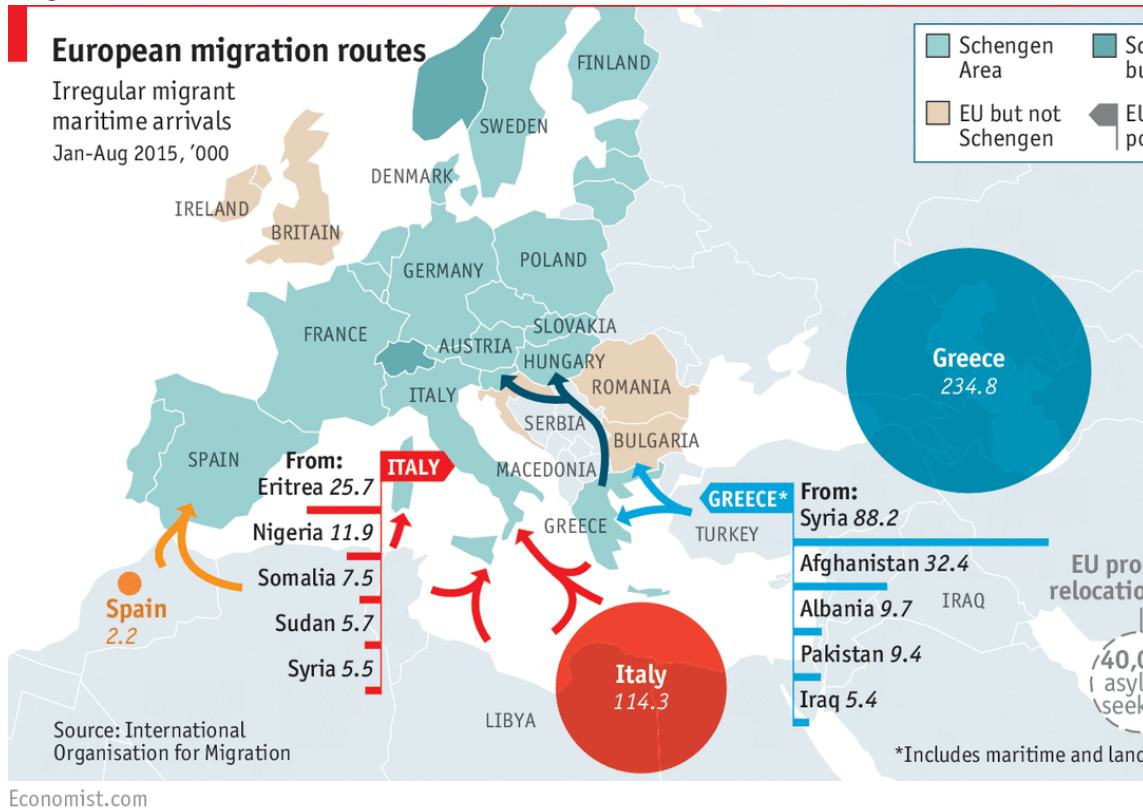 European migration routes
Irregular migrant
maritime arrivals
Jan-Aug 2015, ’000
Schengen
Area
EU but not
Schengen
EU
FINLAND
SWEDEN
DENMARK
IRELAND
BRITAIN
GERMANY
POLAND
FRANCE
SLOVAKIA
AUSTRIA
HUNGARY
ITALY
ROMANIA
SERBIA
BULGARIA
SPAIN
MACEDONIA
GREECE
TURKEY
IRAQ
LIBYA
Greece
234.8
ITALY
From:
Eritrea 25.7
Nigeria 11.9
Somalia 7.5
Sudan 5.7
Syria 5.5
GREECE*
From:
Syria 88.2
Afghanistan 32.4
Albania 9.7
Pakistan 9.4
Iraq 5.4
Spain
2.2
Italy
114.3
EU
Source: International
Organisation for Migration
*Includes maritime and land
Economist.com